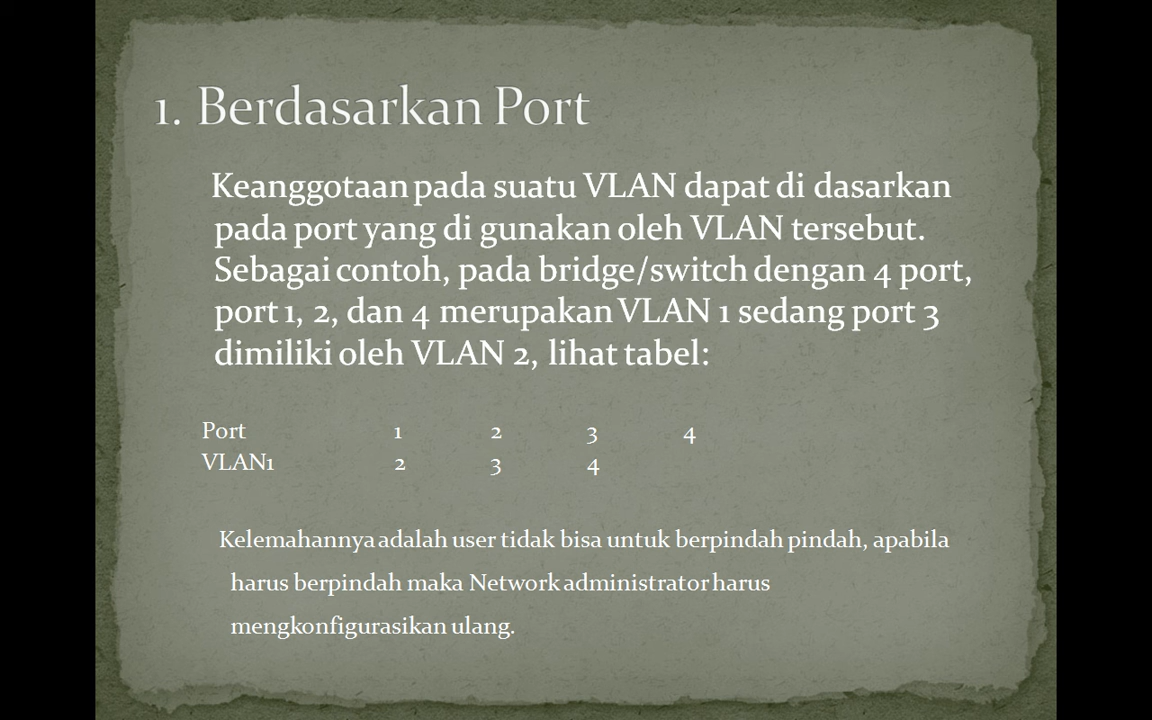 1. Berdasarkan Port
Keanggotaan pada suatu VLAN dapat di dasarkan
pada port yang di gunakan oleh VLAN tersebut.
Sebagai contoh, pada bridge/switch dengan 4 port,
port 1, 2, dan 4 merupakan VLAN 1 sedang port 3
dimiliki oleh VLAN 2, lihat tabel:
Port 1 2 3 4
VLAN1 2 3 4
Kelemahannya adalah user tidak bisa untuk berpindah pindah, apabila
harus berpindah maka Network administrator harus
mengkonfigurasikan ulang.